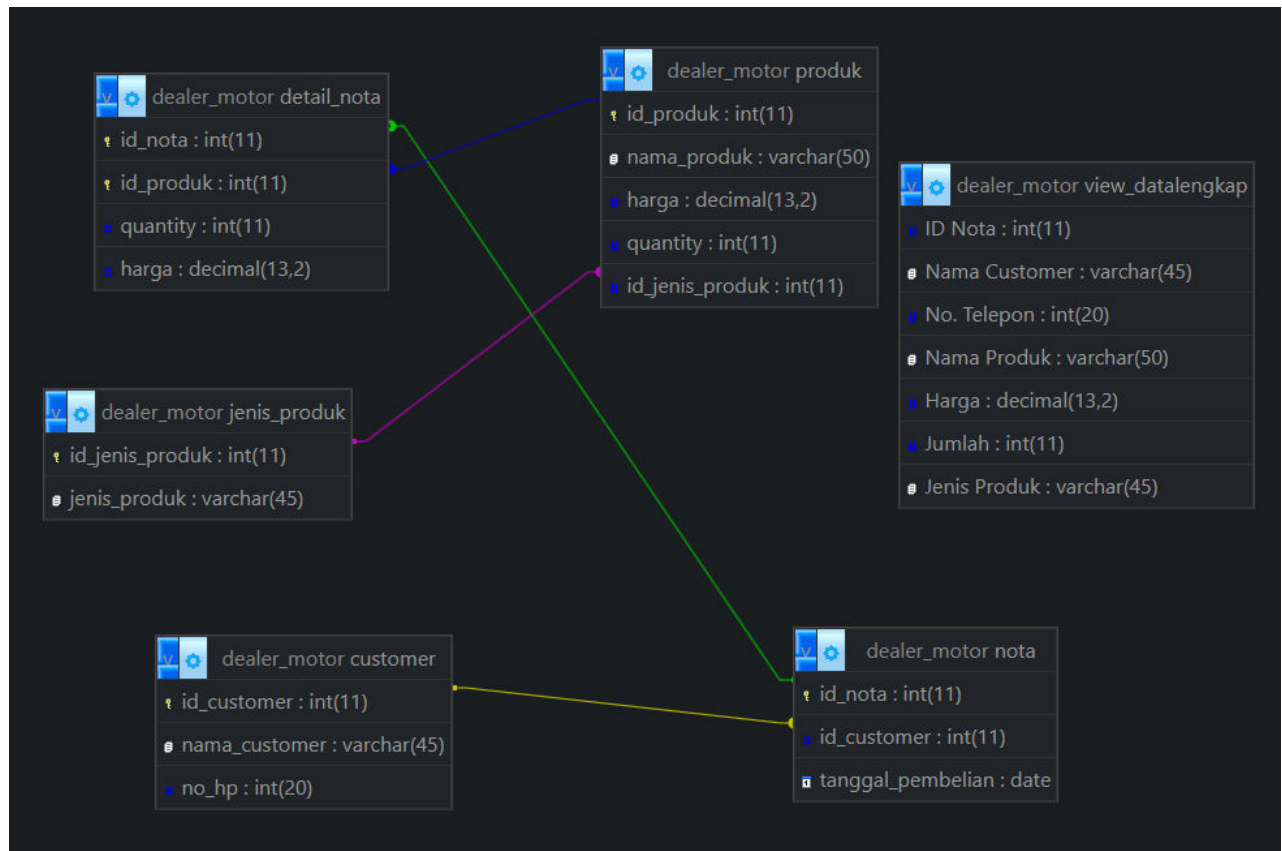 dealer_motor detail_nota
id_nota : int(11)
id_produk : int(11)
quantity : int(11)
harga : decimal(13,2)
dealer_motor produk
id_produk : int(11)
nama_produk : varchar(50)
harga : decimal(13,2)
quantity : int(11)
id_jenis_produk : int(11)
dealer_motor view_datalengkap
ID Nota : int(11)
Nama Customer : varchar(45)
No. Telepon : int(20)
Nama Produk : varchar(50)
Harga : decimal(13,2)
Jumlah : int(11)
Jenis Produk : varchar(45)
dealer_motor jenis_produk
id_jenis_produk : int(11)
jenis_produk : varchar(45)
dealer_motor customer
id_customer : int(11)
nama_customer : varchar(45)
no_hp : int(20)
dealer_motor nota
id_nota : int(11)
id_customer : int(11)
tanggal_pembelian : date